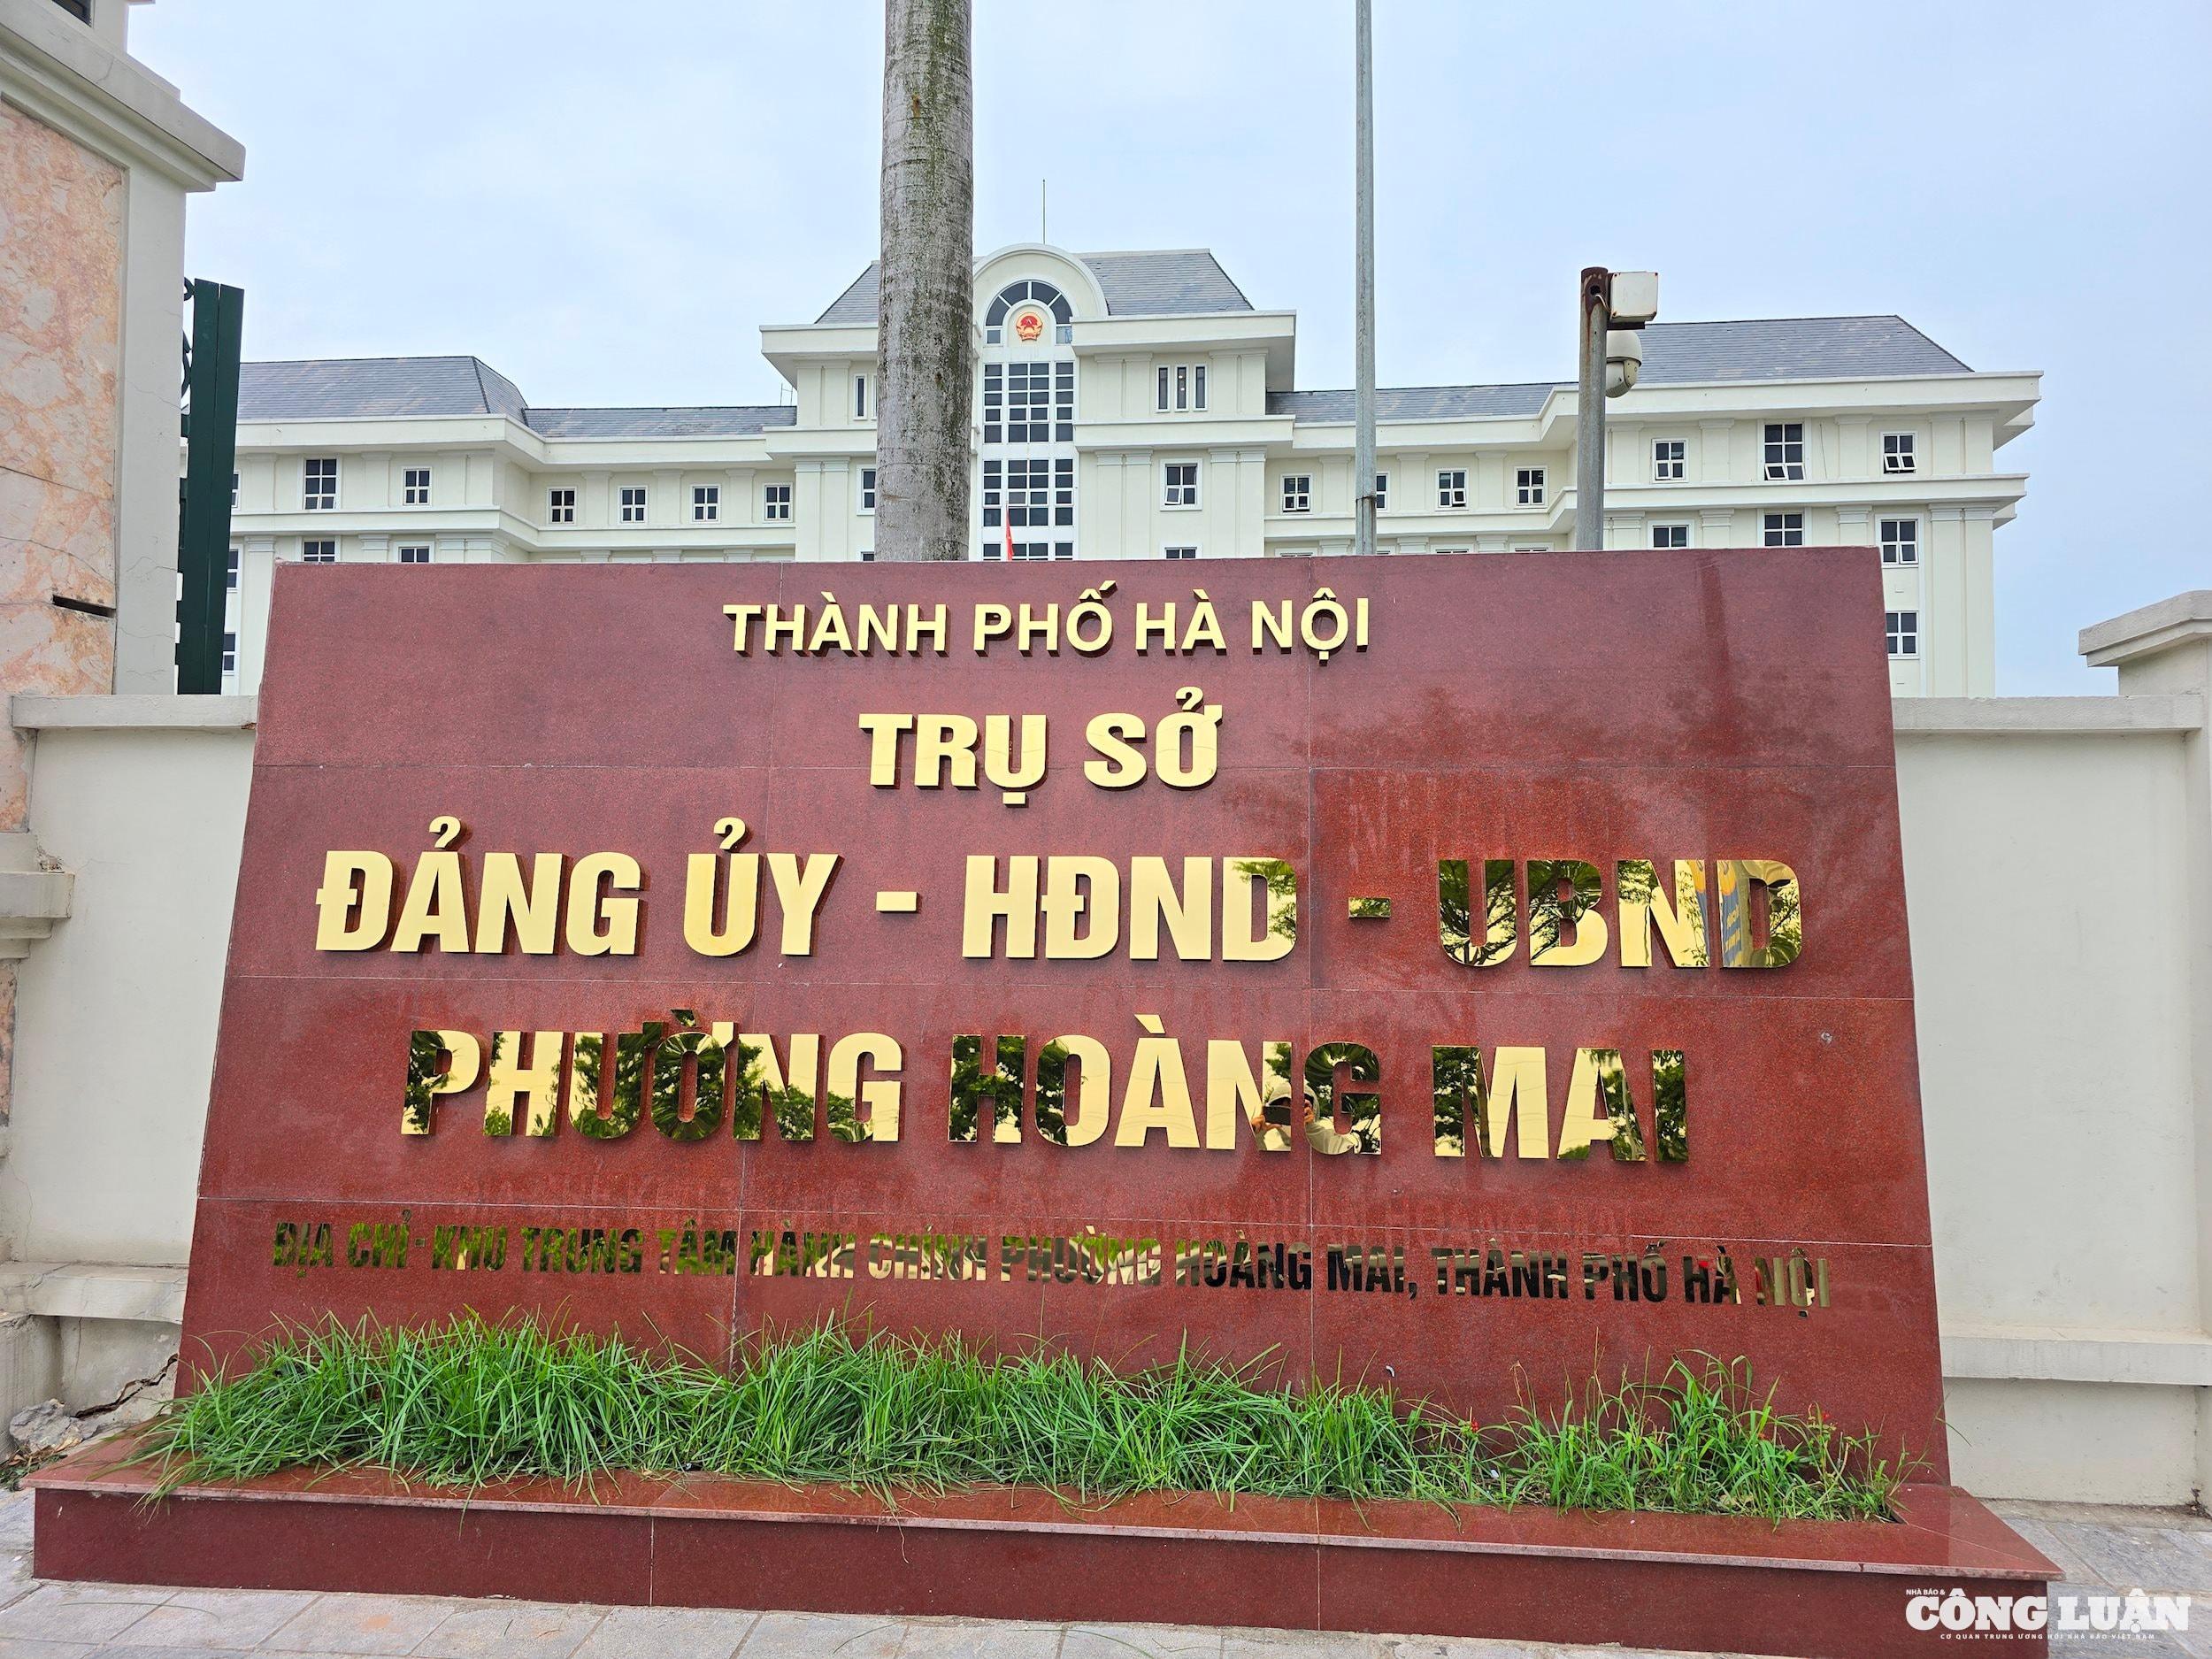 THÀNH PHỐ HÀ NỘI
TRỤ SỞ
ĐẢNG ỦY - HĐND - UBND
PHƯỜNG HOÀNG MAI
ĐỊA CHỈ - KHU TRUNG TÂM HÀNH CHÍNH PHƯỜNG HOÀNG MAI, THÀNH PHỐ HÀ NỘI
NHÀ BÁO &
CÔNG LUẬN
CƠ QUAN TRUNG ƯƠNG HỘI NHÀ BÁO VIỆT NAM